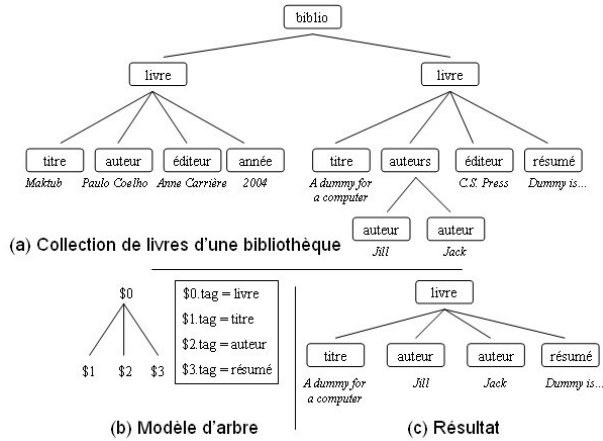 biblio
livre livre
titre auteur éditeur année titre auteurs éditeur résumé
Maktub Paulo Coelho Anne Carrière 2004 A dummy for a computer C.S. Press Dummy is...
auteur auteur
Jill Jack
(a) Collection de livres d'une bibliothèque
$0
$1 $2 $3
$0.tag = livre
$1.tag = titre
$2.tag = auteur
$3.tag = résumé
(b) Modèle d'arbre
livre
titre auteur auteur résumé
A dummy for a computer Jill Jack Dummy is...
(c) Résultat